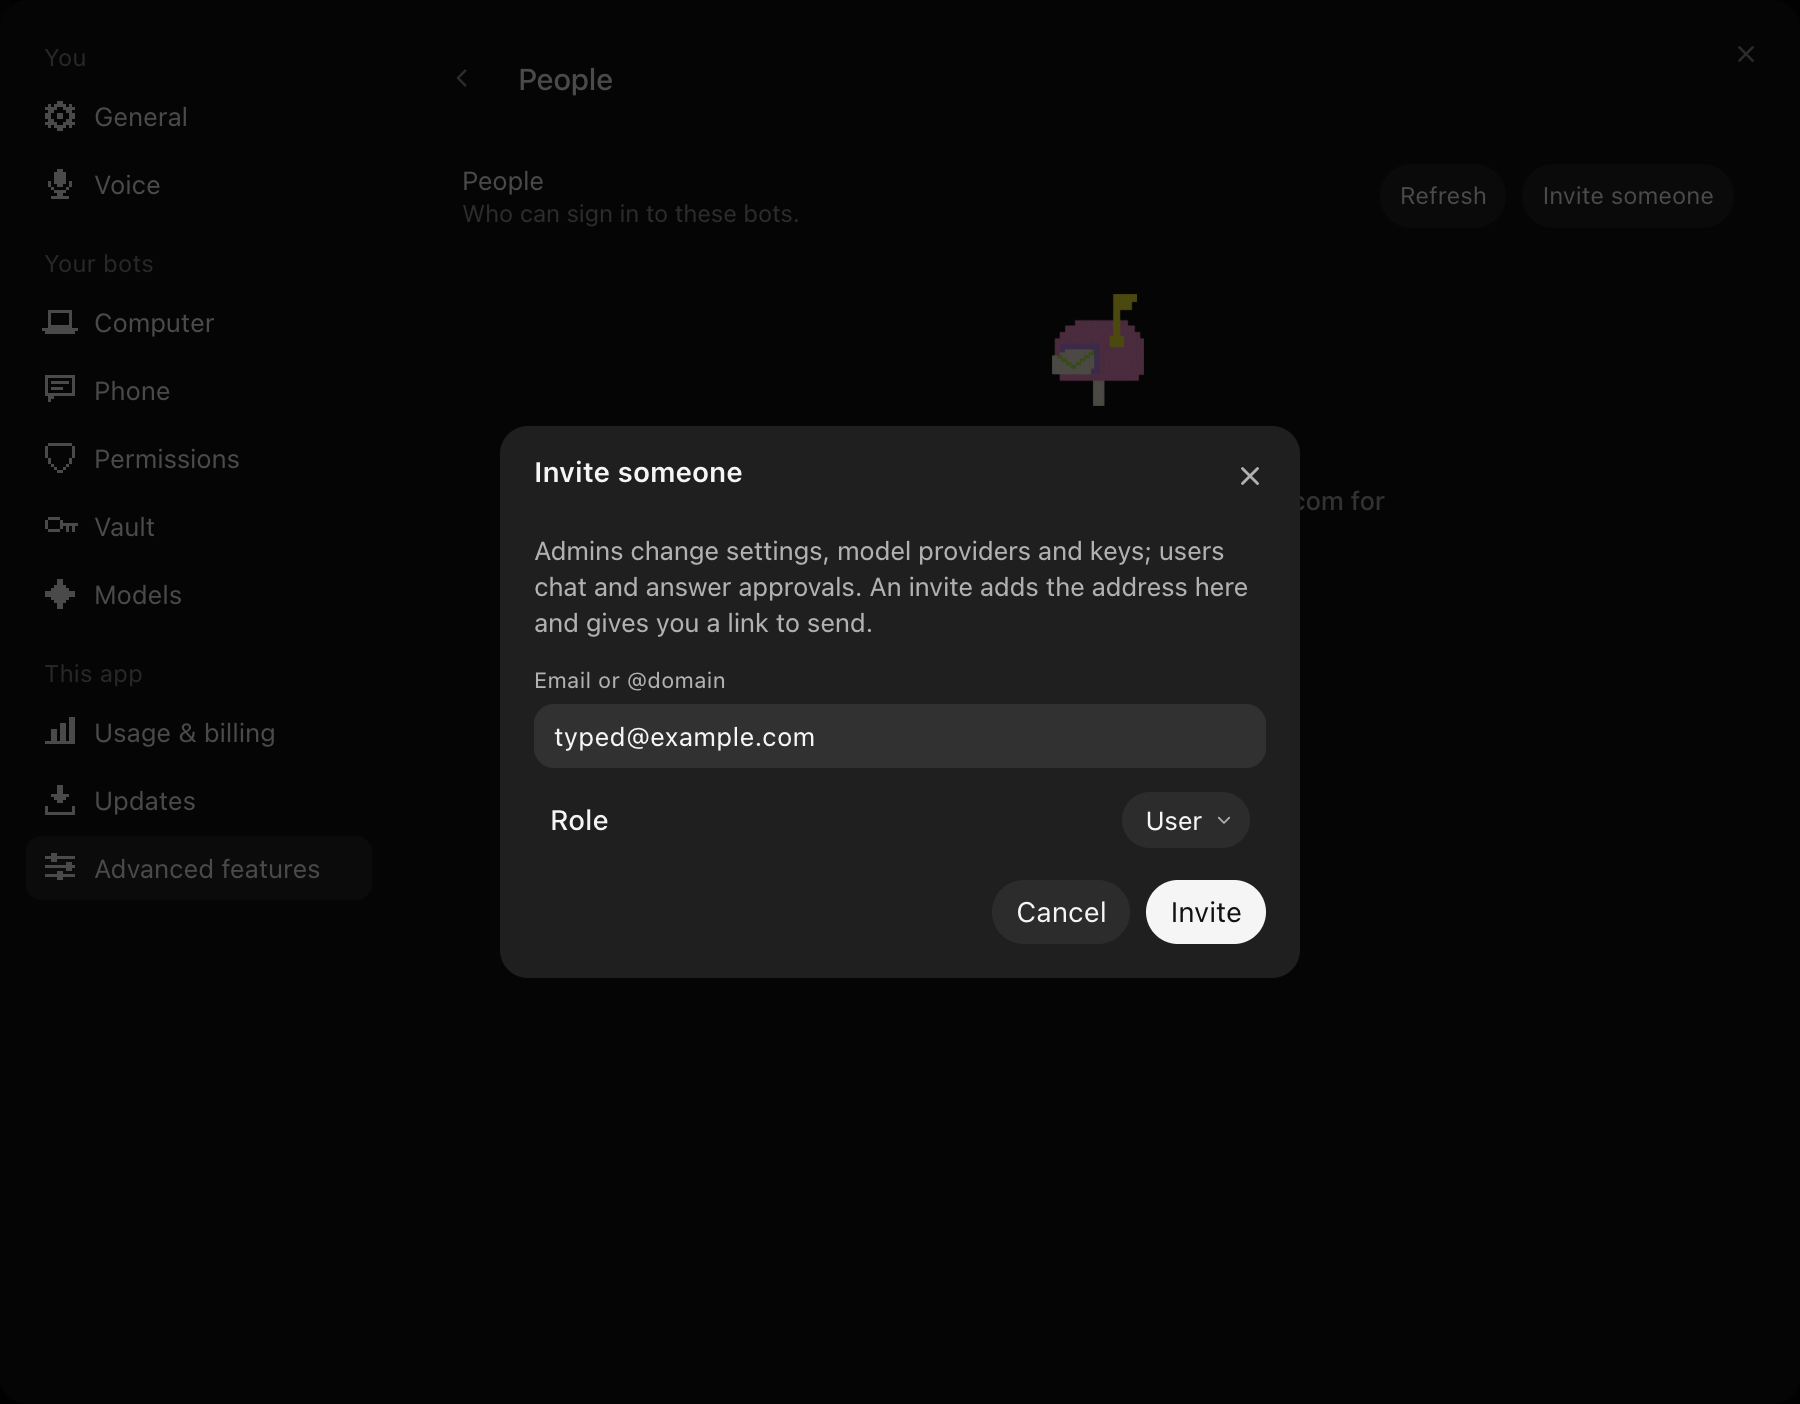 You
General
Voice
Your bots
Computer
Phone
Permissions
Vault
Models
This app
Usage & billing
Updates
Advanced features
People
People
Who can sign in to these bots.
Refresh
Invite someone
com for
Invite someone
Admins change settings, model providers and keys; users
chat and answer approvals. An invite adds the address here
and gives you a link to send.
Email or @domain
typed@example.com
Role
User
Cancel
Invite